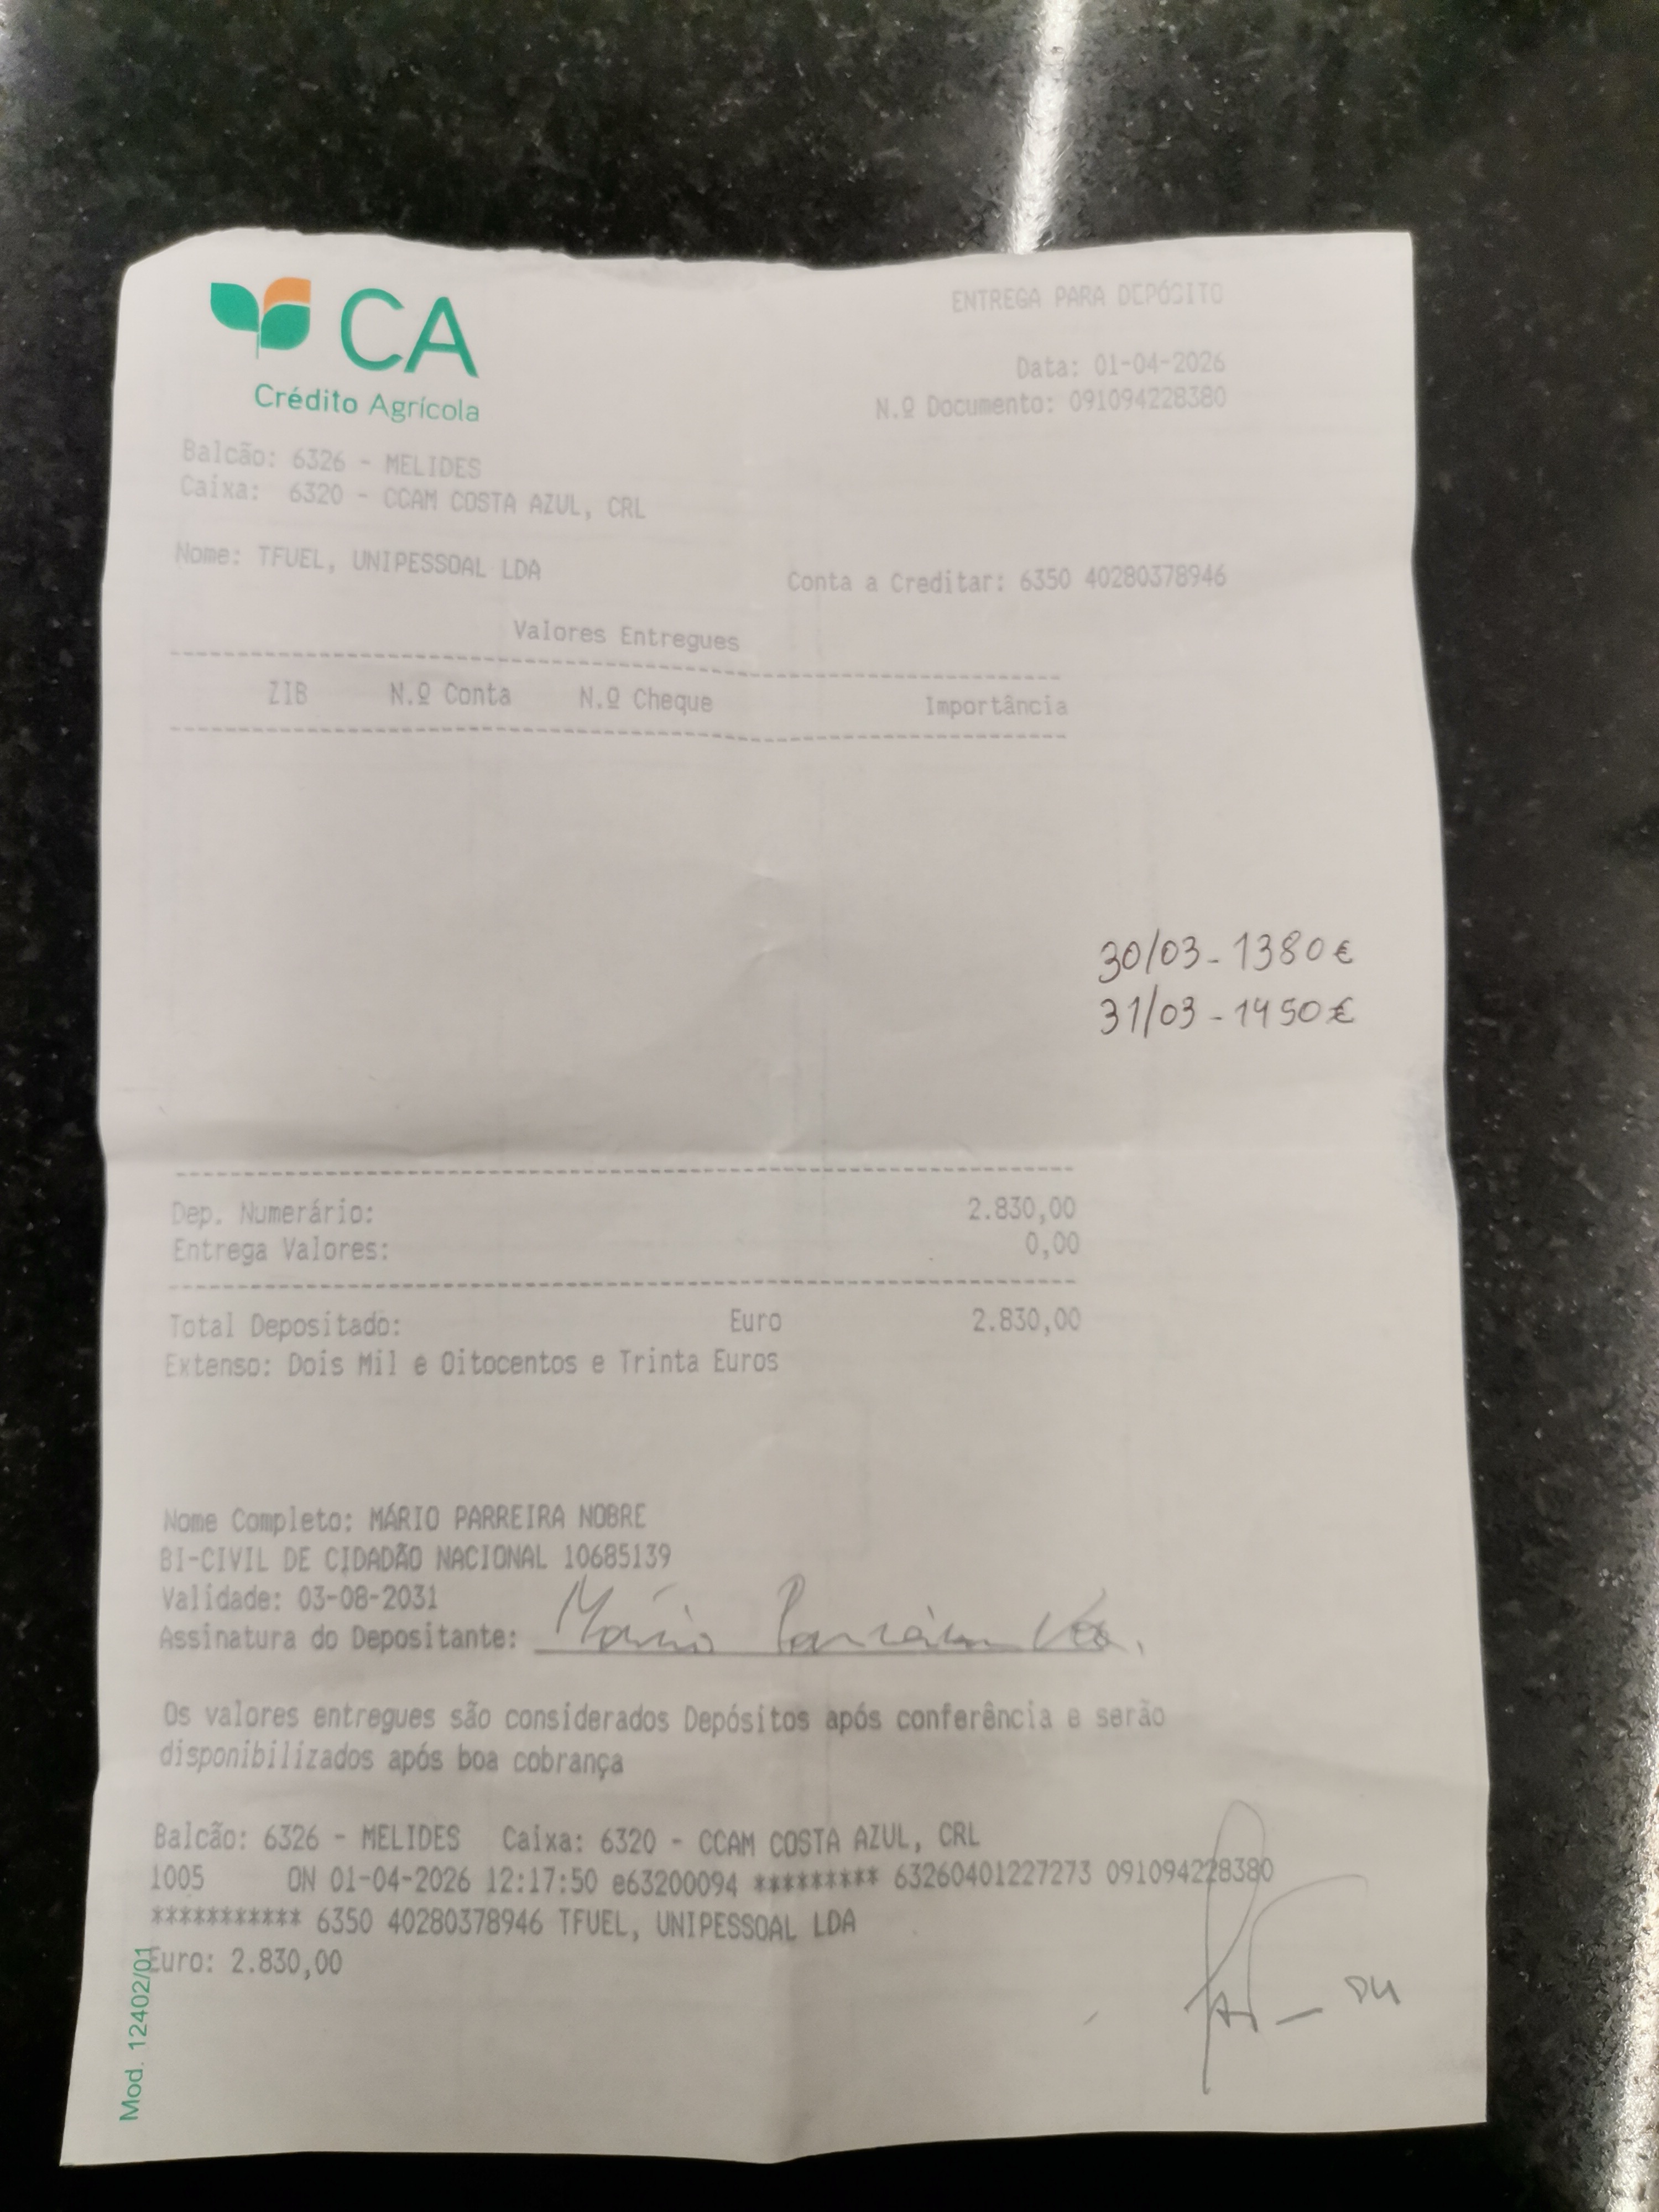 CA
Crédito Agrícola
ENTREGA PARA DEPÓSITO
Data: 01-04-2026
N.º Documento: 091094228380
Balcão: 6326 - MELIDES
Caixa: 6320 - CCAM COSTA AZUL, CRL
Nome: TFUEL, UNIPESSOAL LDA
Conta a Creditar: 6350 40280378946
Valores Entregues
ZIB N.º Conta N.º Cheque Importância
30/03 - 1380€
31/03 - 1450€
Dep. Numerário: 2.830,00
Entrega Valores: 0,00
Total Depositado: Euro 2.830,00
Extenso: Dois Mil e Oitocentos e Trinta Euros
Nome Completo: MÁRIO PARREIRA NOBRE
BI-CIVIL DE CIDADÃO NACIONAL 10685139
Validade: 03-08-2031
Assinatura do Depositante: Mário Parreira
Os valores entregues são considerados Depósitos após conferência e serão
disponibilizados após boa cobrança
Balcão: 6326 - MELIDES Caixa: 6320 - CCAM COSTA AZUL, CRL
1005 ON 01-04-2026 12:17:50 e63200094 ********* 63260401227273 091094228380
*********** 6350 40280378946 TFUEL, UNIPESSOAL LDA
Euro: 2.830,00
Mod. 12402/01